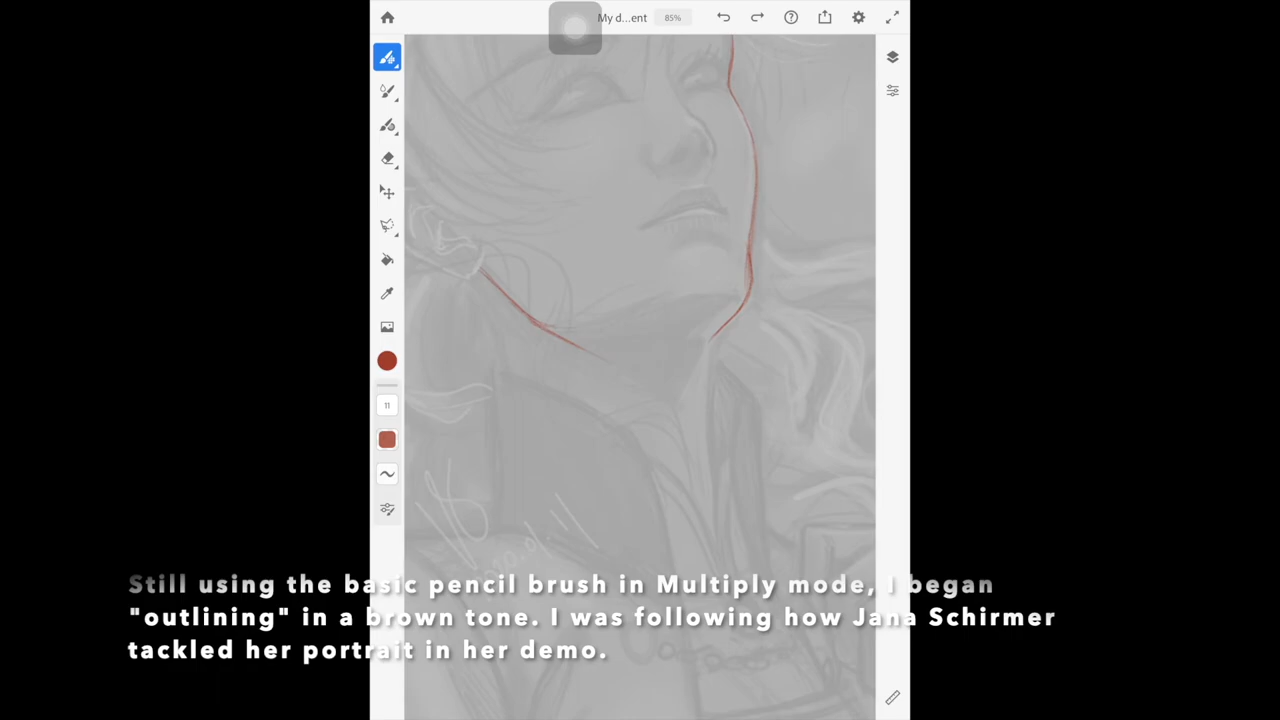 My d...ent 85%
11
Still using the basic pencil brush in Multiply mode, I began
"outlining" in a brown tone. I was following how Jana Schirmer
tackled her portrait in her demo.